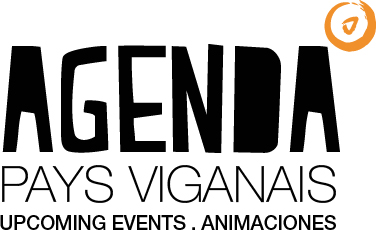 AGENDA
PAYS VIGANAIS
UPCOMING EVENTS . ANIMACIONES